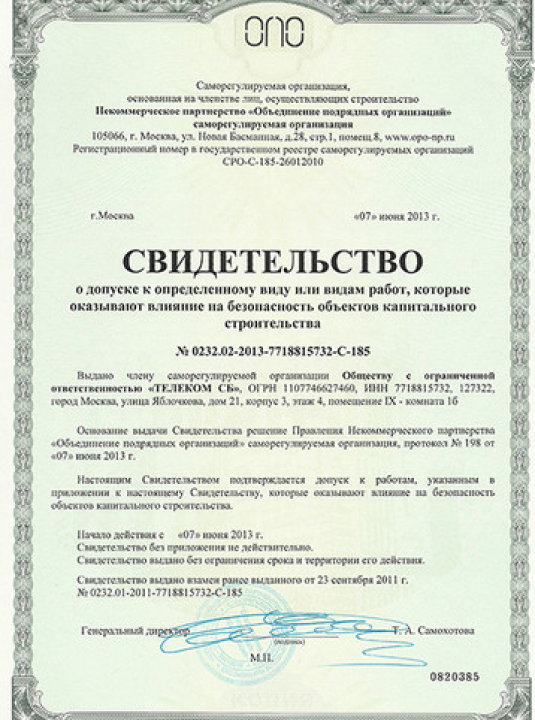 ОПО
Саморегулируемая организация,
основанная на членстве лиц, осуществляющих строительство
Некоммерческое партнерство «Объединение подрядных организаций»
саморегулируемая организация
105066, г. Москва, ул. Новая Басманная, д.28, стр.1, помещ.8, www.opo-np.ru
Регистрационный номер в государственном реестре саморегулируемых организаций
СРО-С-185-26012010
г.Москва «07» июня 2013 г.
СВИДЕТЕЛЬСТВО
о допуске к определенному виду или видам работ, которые
оказывают влияние на безопасность объектов капитального
строительства
№ 0232.02-2013-7718815732-С-185
Выдано члену саморегулируемой организации Обществу с ограниченной
ответственностью «ТЕЛЕКОМ СБ», ОГРН 1107746627460, ИНН 7718815732, 127322,
город Москва, улица Яблочкова, дом 21, корпус 3, этаж 4, помещение IX - комната 1б
Основание выдачи Свидетельства решение Правления Некоммерческого партнерства
«Объединение подрядных организаций» саморегулируемая организация, протокол № 198 от
«07» июня 2013 г.
Настоящим Свидетельством подтверждается допуск к работам, указанным в
приложении к настоящему Свидетельству, которые оказывают влияние на безопасность
объектов капитального строительства.
Начало действия с «07» июня 2013 г.
Свидетельство без приложения не действительно.
Свидетельство выдано без ограничения срока и территории его действия.
Свидетельство выдано взамен ранее выданного от 23 сентября 2011 г.
№ 0232.01-2011-7718815732-С-185
Генеральный директор Т. А. Самохотова
(подпись)
М.П.
0820385